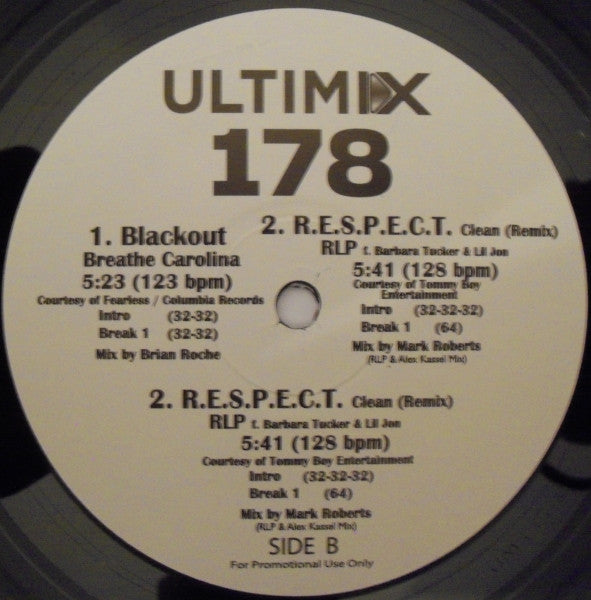 ULTIMIX
178
1. Blackout
Breathe Carolina
5:23 (123 bpm)
Courtesy of Fearless / Columbia Records
Intro (32-32)
Break 1 (32-32)
Mix by Brian Roche
2. R.E.S.P.E.C.T. Clean (Remix)
RLP f. Barbara Tucker & Lil Jon
5:41 (128 bpm)
Courtesy of Tommy Boy
Entertainment
Intro (32-32-32)
Break 1 (64)
Mix by Mark Roberts
(RLP & Alex Kassel Mix)
2. R.E.S.P.E.C.T. Clean (Remix)
RLP f. Barbara Tucker & Lil Jon
5:41 (128 bpm)
Courtesy of Tommy Boy Entertainment
Intro (32-32-32)
Break 1 (64)
Mix by Mark Roberts
(RLP & Alex Kassel Mix)
SIDE B
For Promotional Use Only